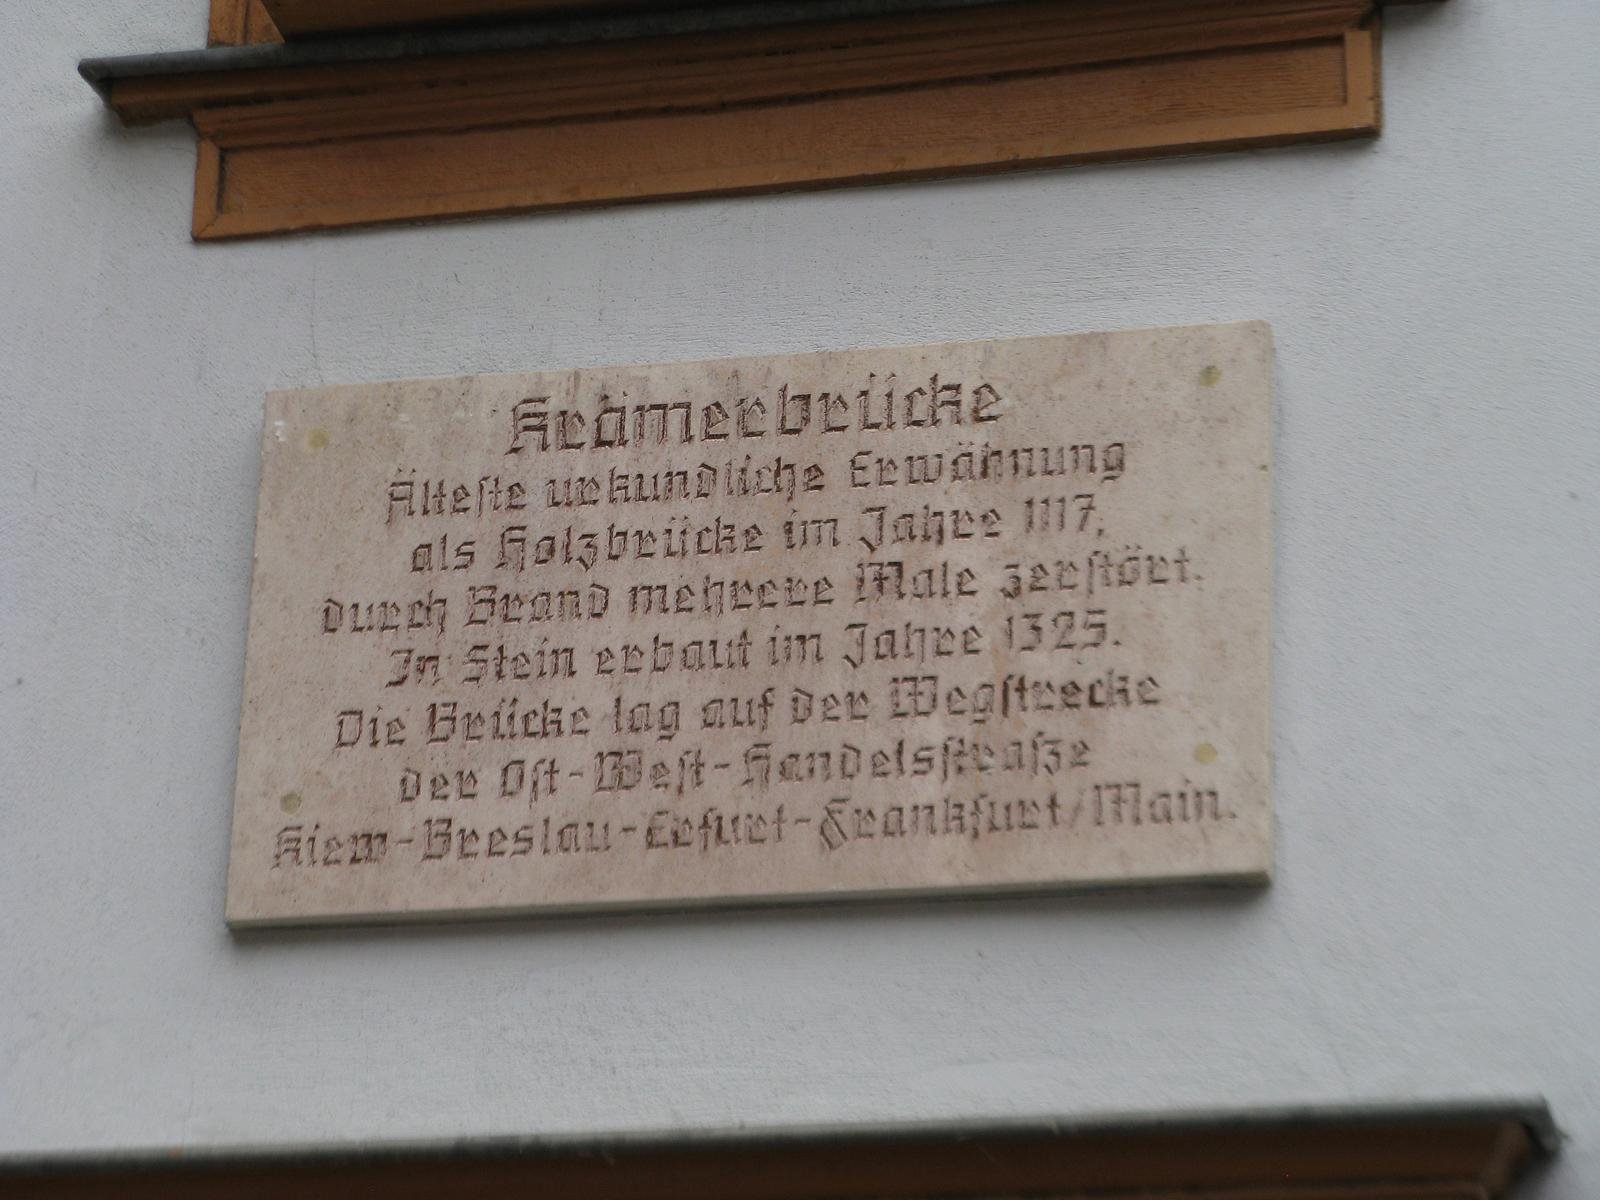 Krämerbrücke
Älteſte urkundliche Erwähnung
als Holzbrücke im Jahre 1117,
durch Brand mehrere Male zerſtört.
In Stein erbaut im Jahre 1325.
Die Brücke lag auf der Wegſtrecke
der Oſt-Weſt-Handelsſtraſze
Kiew-Breslau-Erfurt-Frankfurt/Main.